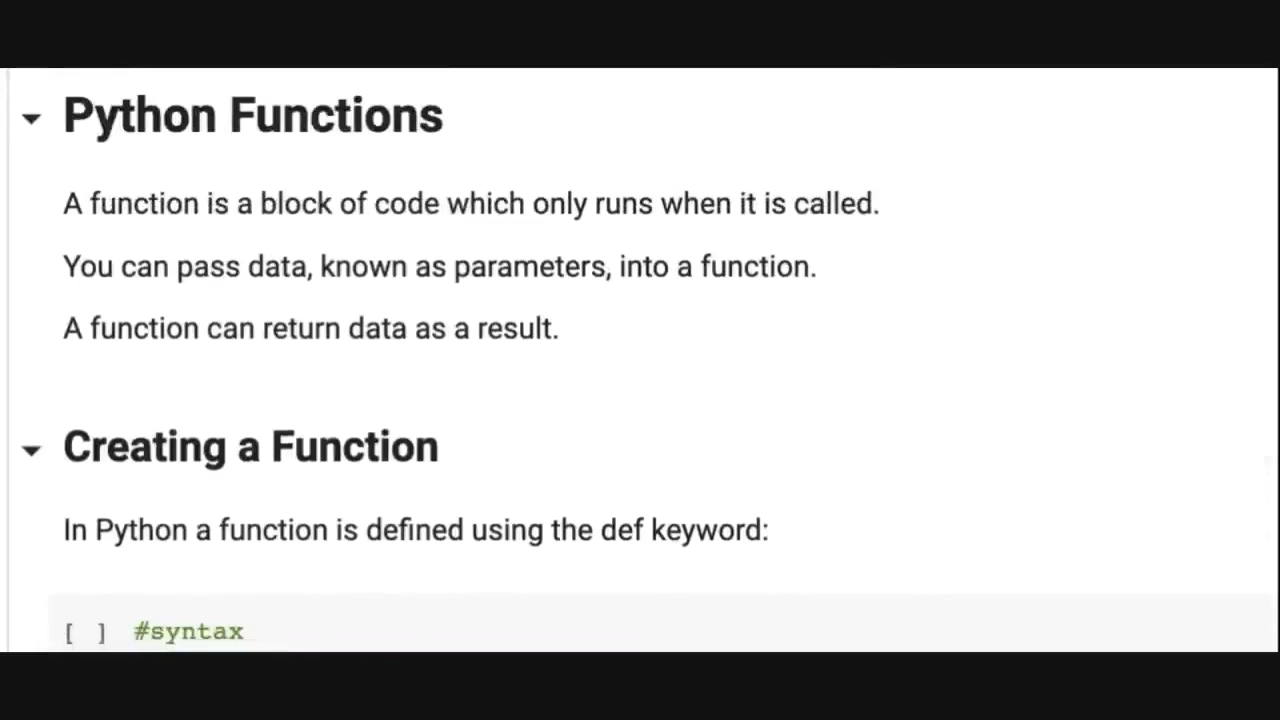 Python Functions
A function is a block of code which only runs when it is called.
You can pass data, known as parameters, into a function.
A function can return data as a result.
Creating a Function
In Python a function is defined using the def keyword:
[ ] #syntax